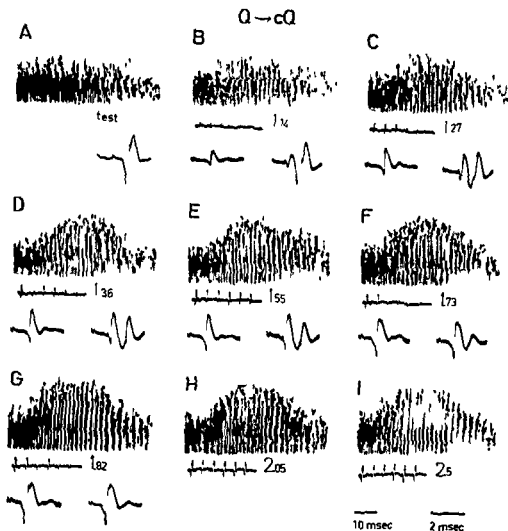 Q→cQ
A
B
C
test
1.14
1.27
D
E
F
1.36
1.55
1.73
G
H
I
1.82
2.05
2.5
10 msec
2 msec